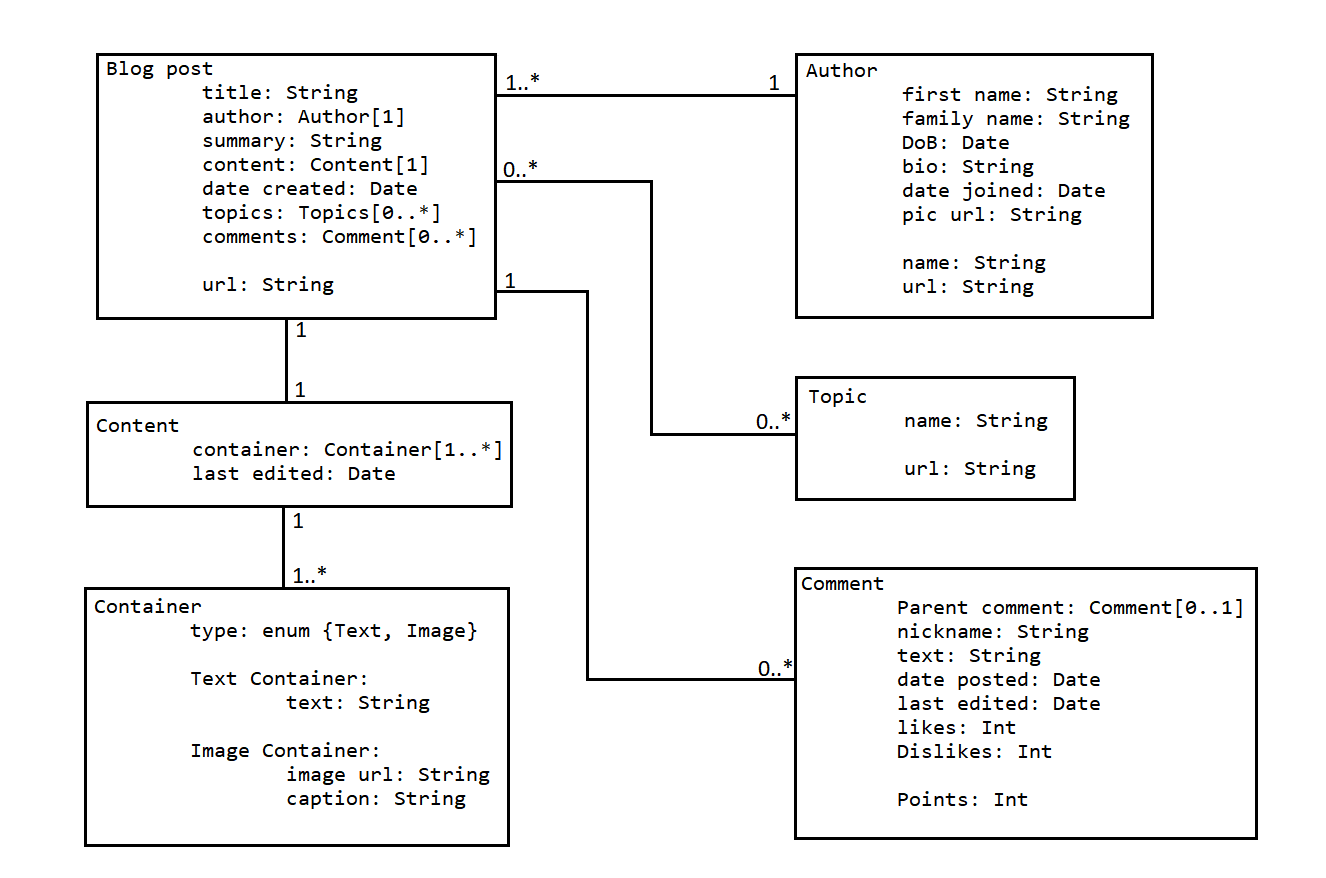 Blog post
title: String
author: Author[1]
summary: String
content: Content[1]
date created: Date
topics: Topics[0..*]
comments: Comment[0..*]
url: String
1..*
1
0..*
1
Author
first name: String
family name: String
DoB: Date
bio: String
date joined: Date
pic url: String
name: String
url: String
1
1
Content
container: Container[1..*]
last edited: Date
0..*
Topic
name: String
url: String
1
1..*
Container
type: enum {Text, Image}
Text Container:
text: String
Image Container:
image url: String
caption: String
0..*
Comment
Parent comment: Comment[0..1]
nickname: String
text: String
date posted: Date
last edited: Date
likes: Int
Dislikes: Int
Points: Int